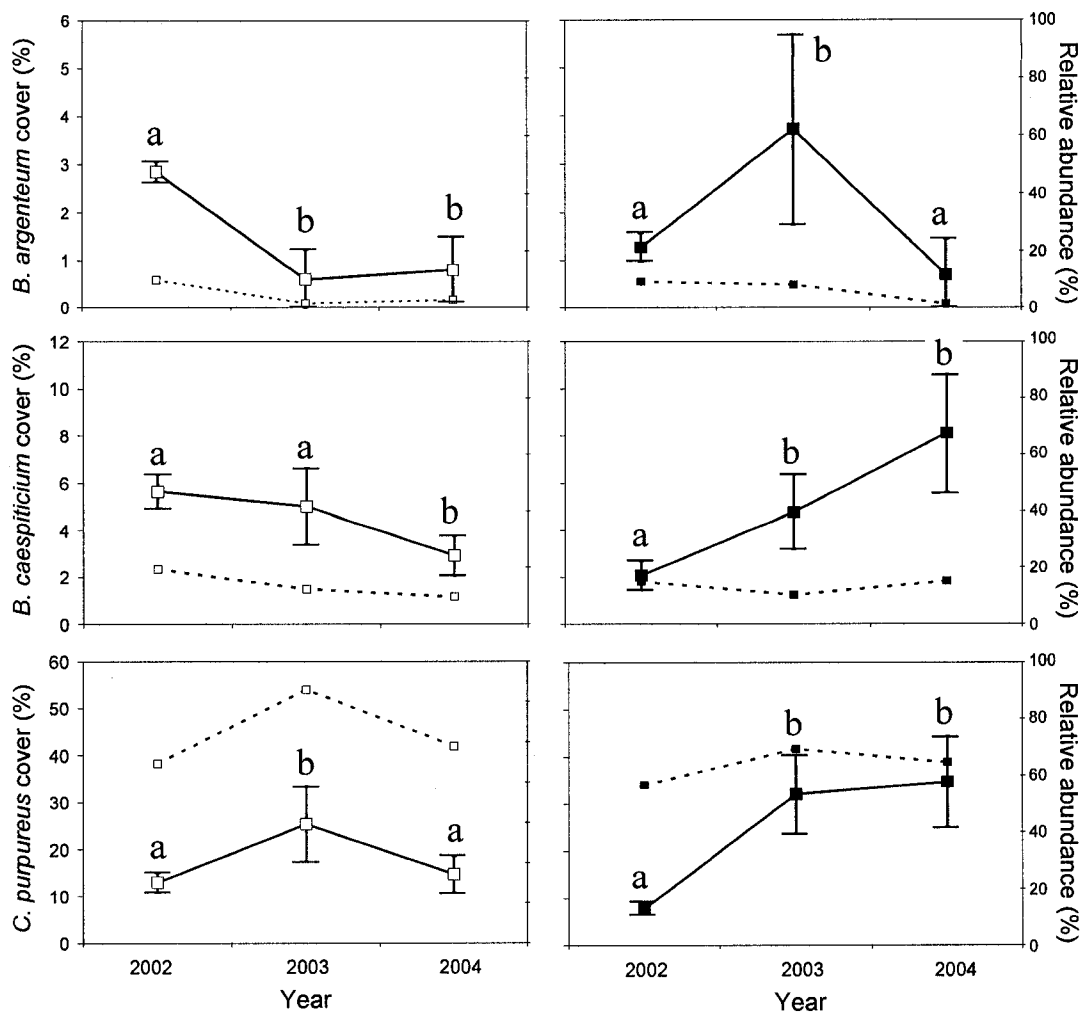 B. argenteum cover (%)
6
5
4
3
2
1
0
a
b
b
100
80
60
40
20
0
Relative abundance (%)
a
b
a
B. caespiticium cover (%)
12
10
8
6
4
2
0
a
a
b
100
80
60
40
20
0
Relative abundance (%)
a
b
b
C. purpureus cover (%)
60
50
40
30
20
10
0
a
b
a
2002
2003
2004
Year
100
80
60
40
20
0
Relative abundance (%)
a
b
b
2002
2003
2004
Year